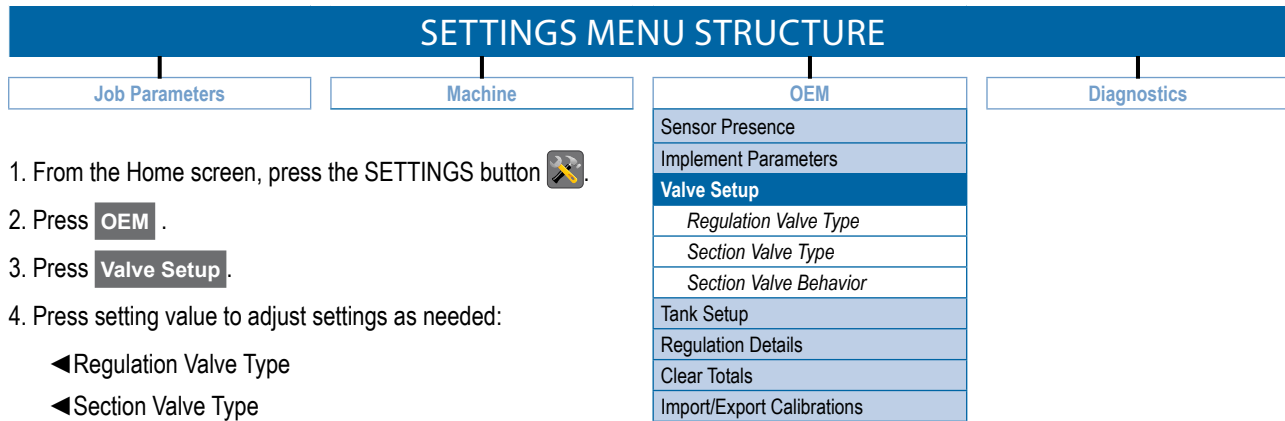 SETTINGS MENU STRUCTURE
Job Parameters
Machine
OEM
Diagnostics
Sensor Presence
Implement Parameters
Valve Setup
Regulation Valve Type
Section Valve Type
Section Valve Behavior
Tank Setup
Regulation Details
Clear Totals
Import/Export Calibrations
1. From the Home screen, press the SETTINGS button .
2. Press OEM .
3. Press Valve Setup.
4. Press setting value to adjust settings as needed:
◄Regulation Valve Type
◄Section Valve Type